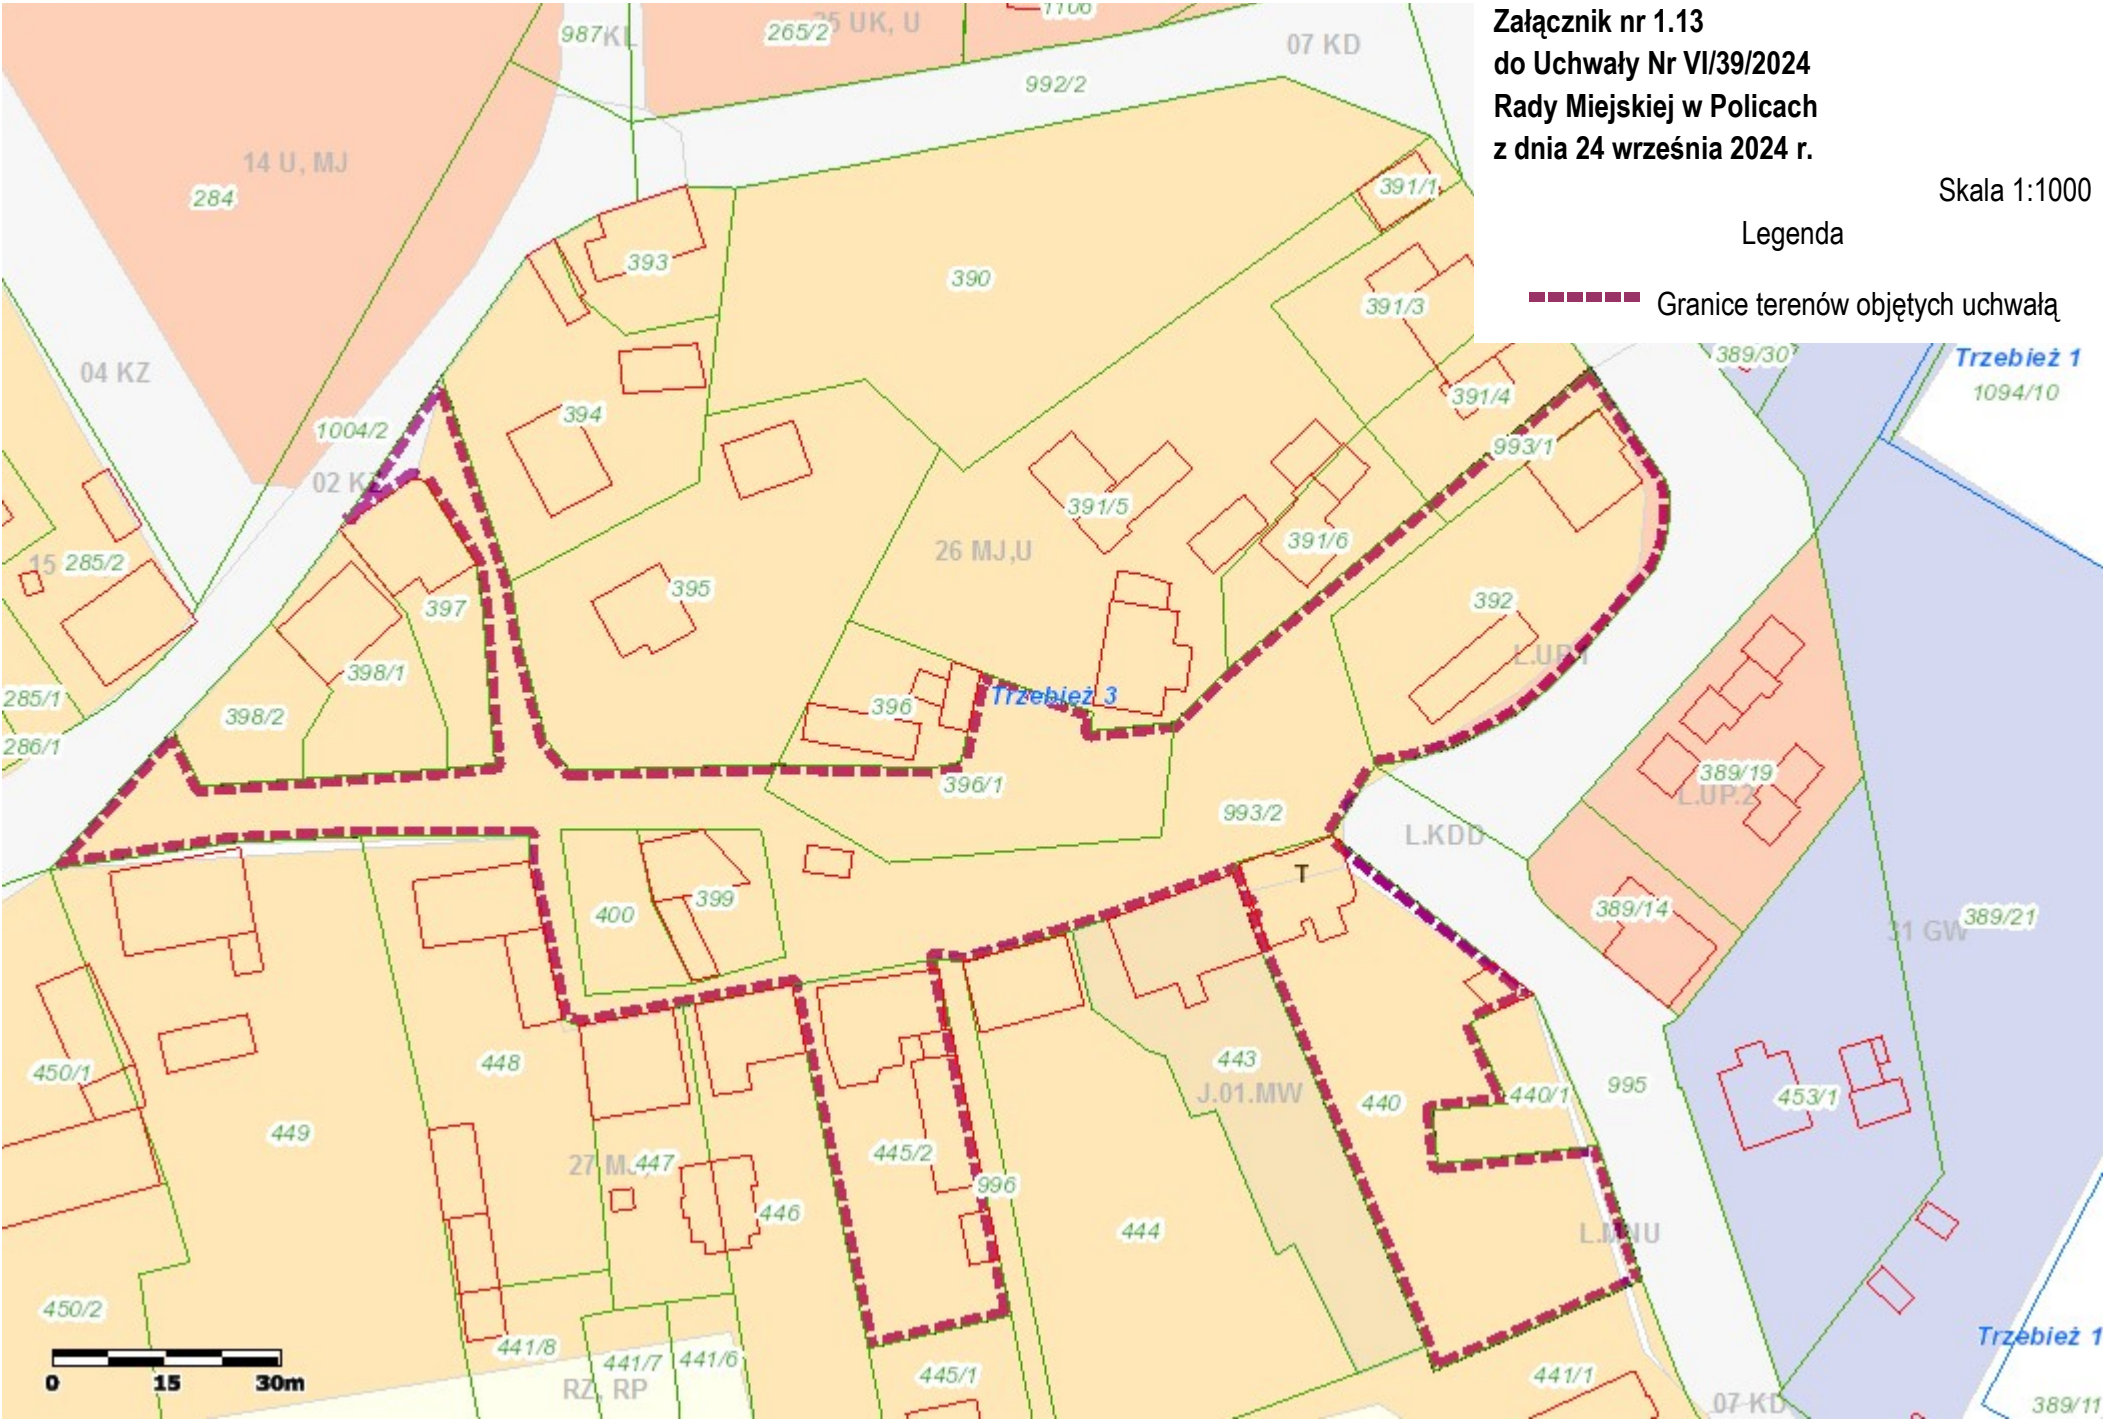 Załącznik nr 1.13
do Uchwały Nr VI/39/2024
Rady Miejskiej w Policach
z dnia 24 września 2024 r.
Skala 1:1000
Legenda
Granice terenów objętych uchwałą
987 KL
265/2
25 UK, U
1106
07 KD
992/2
14 U, MJ
284
391/1
393
390
391/3
389/30
Trzebież 1
1094/10
04 KZ
394
391/4
1004/2
993/1
02 KZ
391/5
391/6
26 MJ,U
15
285/2
395
397
392
L.UP.1
398/1
285/1
398/2
396
Trzebież 3
286/1
396/1
389/19
L.UP.2
993/2
L.KDD
T
400
399
389/14
389/21
31 GW
450/1
448
443
J.01.MW
440
440/1
995
453/1
449
27 MJ,
447
445/2
996
446
444
L.MNU
450/2
441/8
441/7
441/6
445/1
441/1
Trzebież 1
RZ, RP
07 KD
389/11
0 15 30m